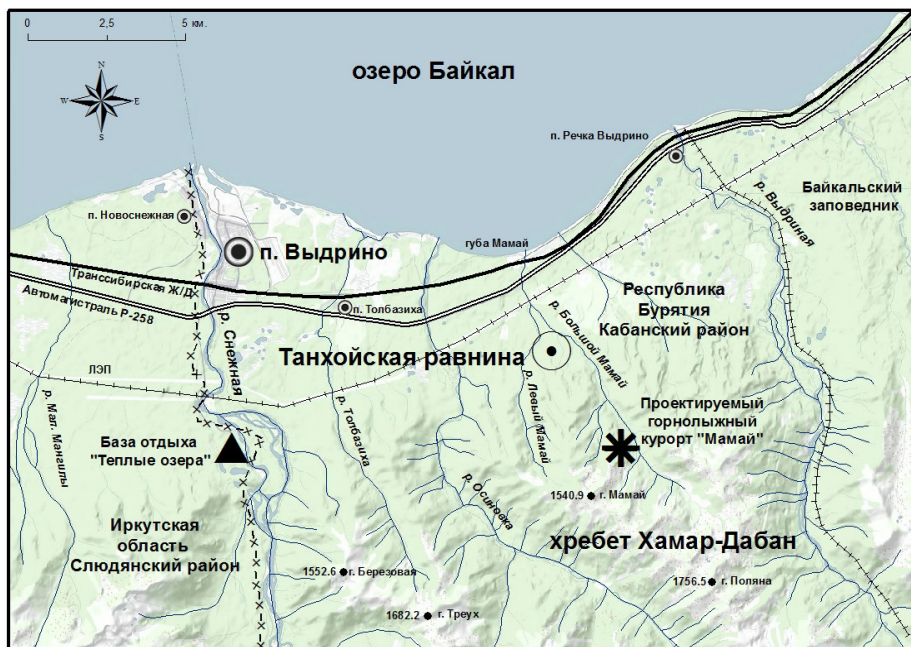 0 2,5 5 км.
N
W E
S
озеро Байкал
п. Речка Выдрино
р. Выдриная
Байкальский
заповедник
п. Новоснежная
п. Выдрино
губа Мамай
Транссибирская Ж/Д
Автомагистраль Р-258
п. Толбазиха
р. Снежная
Республика
Бурятия
Кабанский район
р. Большой Мамай
Танхойская равнина
ЛЭП
р. Мал. Мангилы
р. Толбазиха
р. Левый Мамай
Проектируемый
горнолыжный
курорт "Мамай"
База отдыха
"Теплые озера"
р. Осиновка
1540.9 г. Мамай
Иркутская
область
Слюдянский район
хребет Хамар-Дабан
1552.6 г. Березовая
1756.5 г. Поляна
1682.2 г. Треух